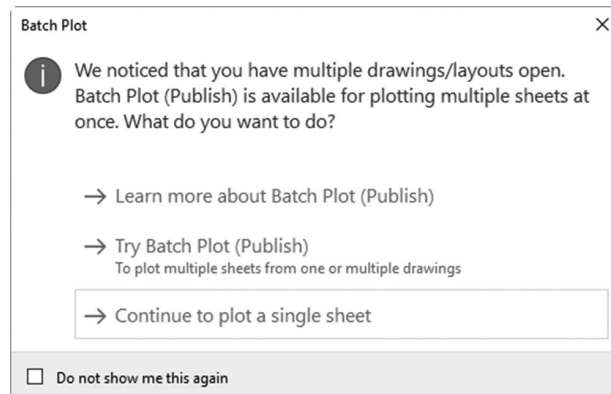 Batch Plot
We noticed that you have multiple drawings/layouts open.
Batch Plot (Publish) is available for plotting multiple sheets at
once. What do you want to do?
→ Learn more about Batch Plot (Publish)
→ Try Batch Plot (Publish)
To plot multiple sheets from one or multiple drawings
→ Continue to plot a single sheet
Do not show me this again